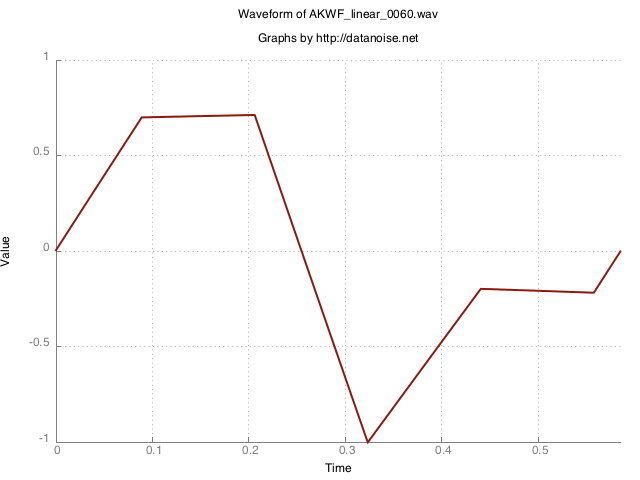 Waveform of AKWF_linear_0060.wav
Graphs by http://datanoise.net
1
0.5
0
-0.5
-1
Value
0 0.1 0.2 0.3 0.4 0.5
Time